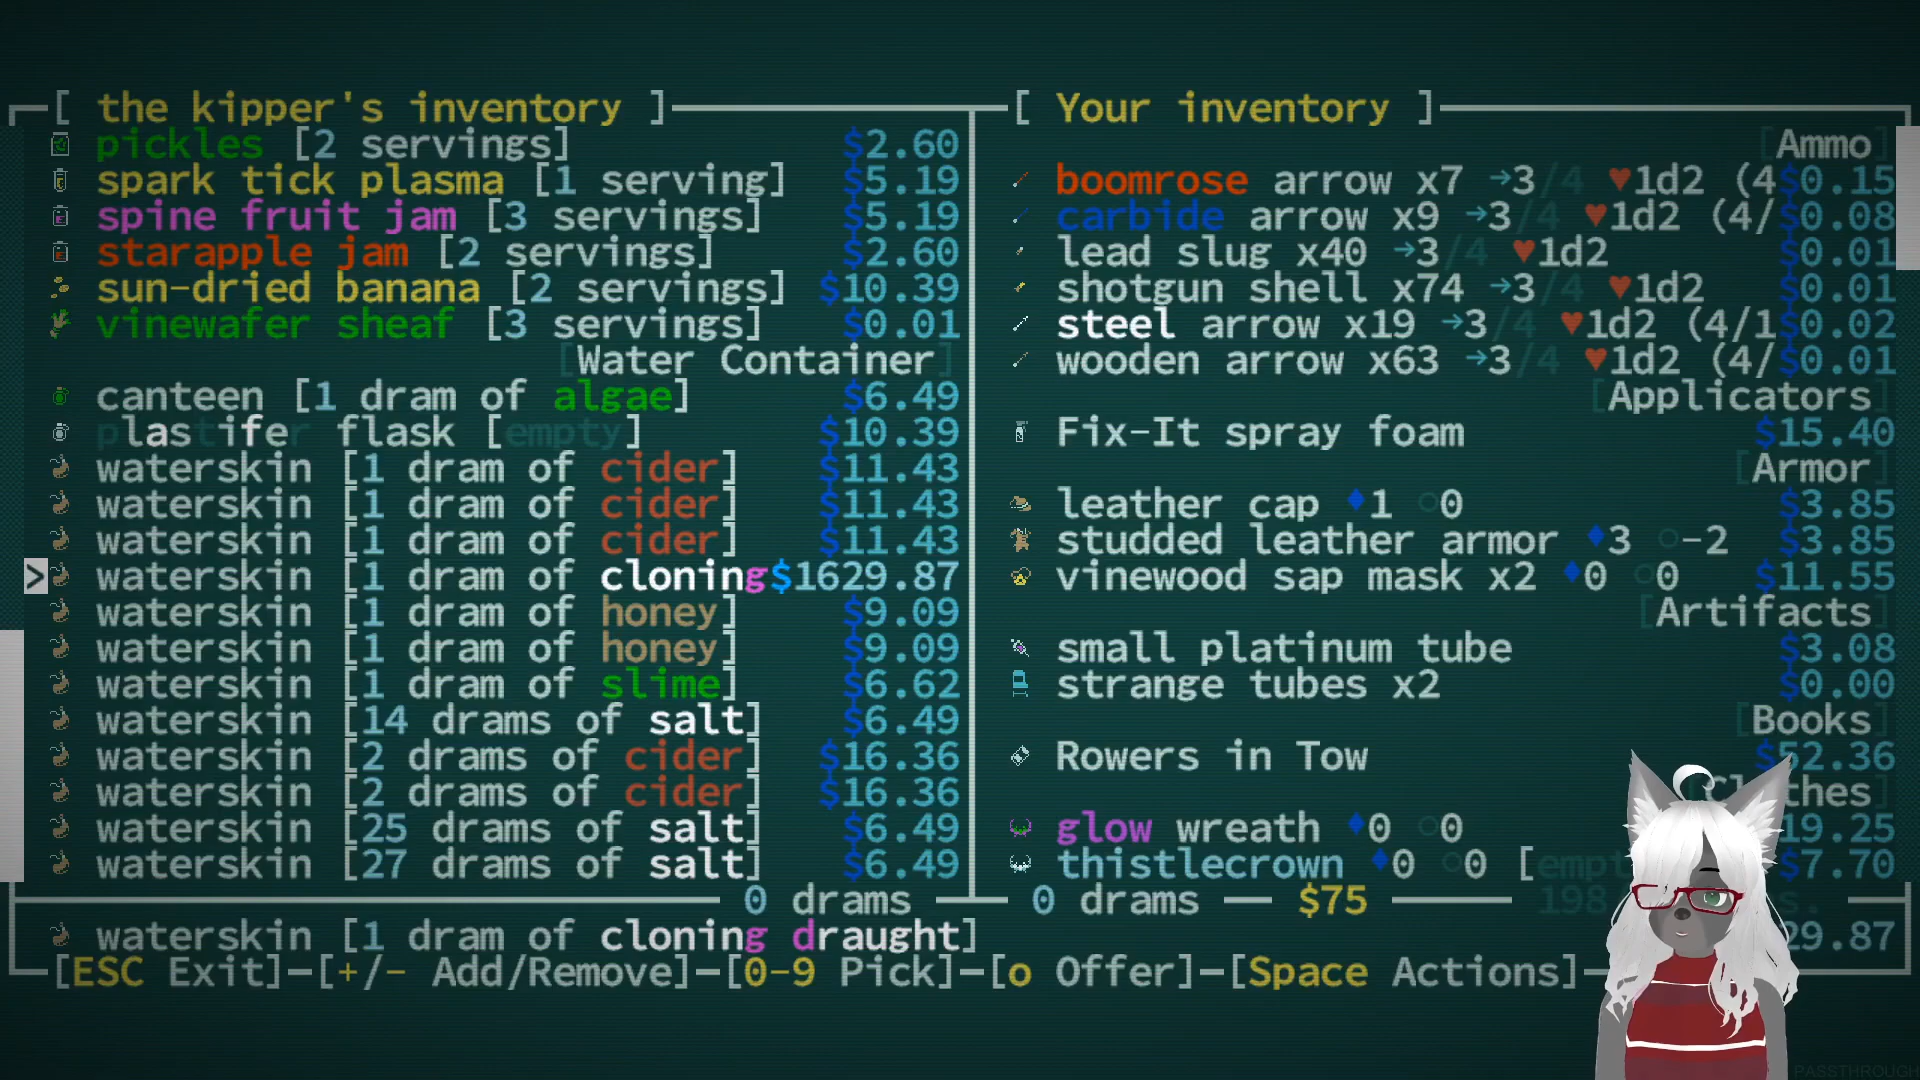 [ the kipper's inventory ]
pickles [2 servings] $2.60
spark tick plasma [1 serving] $5.19
spine fruit jam [3 servings] $5.19
starapple jam [2 servings] $2.60
sun-dried banana [2 servings] $10.39
vinewafer sheaf [3 servings] $0.01
[Water Container]
canteen [1 dram of algae] $6.49
plastifer flask [empty] $10.39
waterskin [1 dram of cider] $11.43
waterskin [1 dram of cider] $11.43
waterskin [1 dram of cider] $11.43
> waterskin [1 dram of cloning$1629.87
waterskin [1 dram of honey] $9.09
waterskin [1 dram of honey] $9.09
waterskin [1 dram of slime] $6.62
waterskin [14 drams of salt] $6.49
waterskin [2 drams of cider] $16.36
waterskin [2 drams of cider] $16.36
waterskin [25 drams of salt] $6.49
waterskin [27 drams of salt] $6.49
0 drams
[ Your inventory ]
[Ammo]
boomrose arrow x7 →3/4 ♥1d2 (4$0.15
carbide arrow x9 →3/4 ♥1d2 (4/$0.08
lead slug x40 →3/4 ♥1d2 $0.01
shotgun shell x74 →3/4 ♥1d2 $0.01
steel arrow x19 →3/4 ♥1d2 (4/1$0.02
wooden arrow x63 →3/4 ♥1d2 (4/$0.01
[Applicators]
Fix-It spray foam $15.40
[Armor]
leather cap ♦1 ○0 $3.85
studded leather armor ♦3 ○-2 $3.85
vinewood sap mask x2 ♦0 ○0 $11.55
[Artifacts]
small platinum tube $3.08
strange tubes x2 $0.00
[Books]
Rowers in Tow $52.36
glow wreath ♦0 ○0 19.25
thistlecrown ♦0 ○0 [empt $7.70
0 drams — $75 198/
waterskin [1 dram of cloning draught] 29.87
[ESC Exit]-[+/- Add/Remove]-[0-9 Pick]-[o Offer]-[Space Actions]
PASSTHROUGH